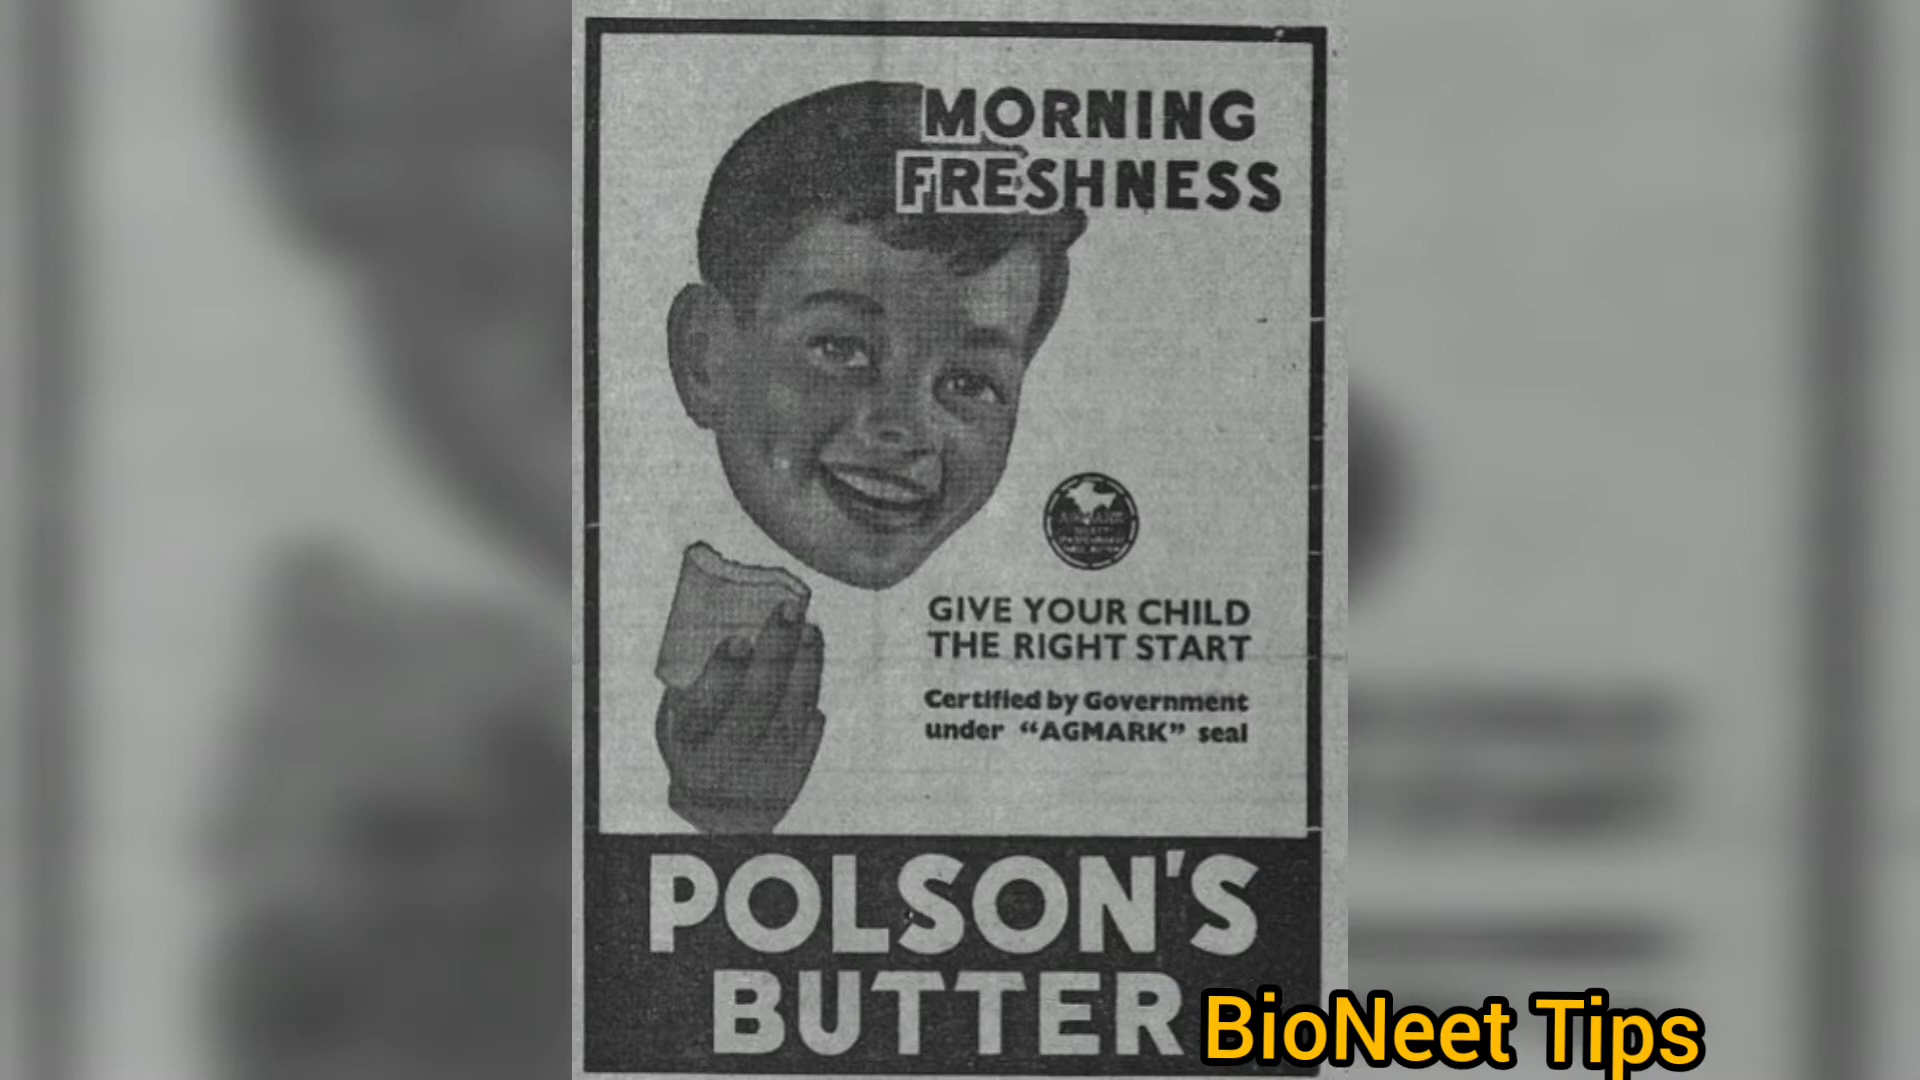 MORNING
FRESHNESS
GIVE YOUR CHILD
THE RIGHT START
Certified by Government
under “AGMARK” seal
POLSON'S
BUTTER
BioNeet Tips